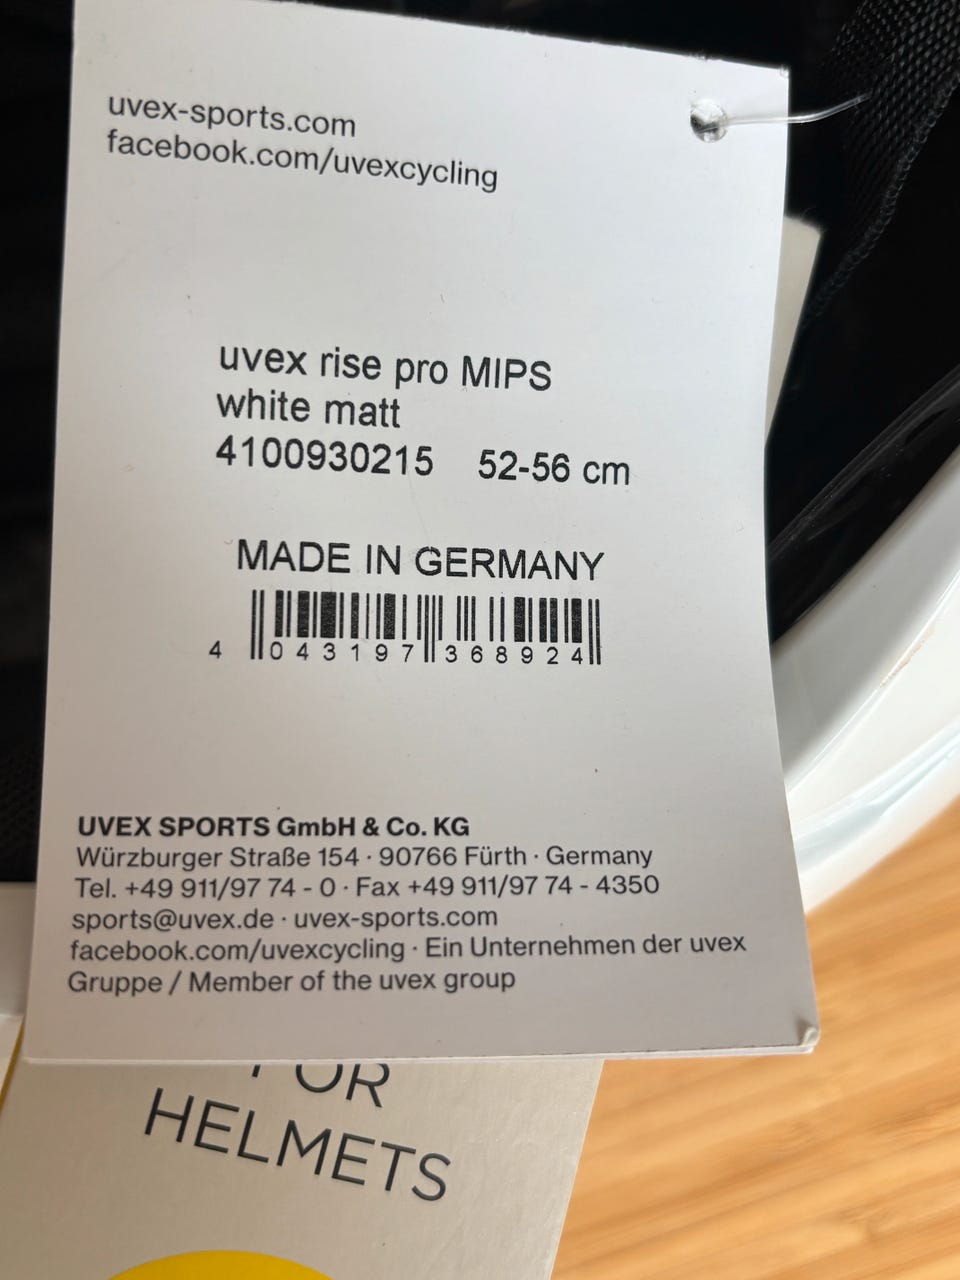 uvex-sports.com
facebook.com/uvexcycling
uvex rise pro MIPS
white matt
4100930215 52-56 cm
MADE IN GERMANY
4 043197 368924
UVEX SPORTS GmbH & Co. KG
Würzburger Straße 154 · 90766 Fürth · Germany
Tel. +49 911/97 74 - 0 · Fax +49 911/97 74 - 4350
sports@uvex.de · uvex-sports.com
facebook.com/uvexcycling · Ein Unternehmen der uvex
Gruppe / Member of the uvex group
FOR
HELMETS